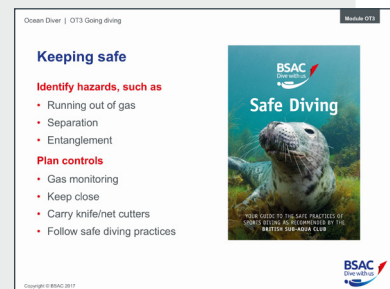 Ocean Diver | OT3 Going diving
Module OT3
Keeping safe
Identify hazards, such as
• Running out of gas
• Separation
• Entanglement
Plan controls
• Gas monitoring
• Keep close
• Carry knife/net cutters
• Follow safe diving practices
BSAC
Dive with us
Safe Diving
YOUR GUIDE TO THE SAFE PRACTICES OF
SPORTS DIVING AS RECOMMENDED BY THE
BRITISH SUB-AQUA CLUB
BSAC
Dive with us
Copyright © BSAC 2017